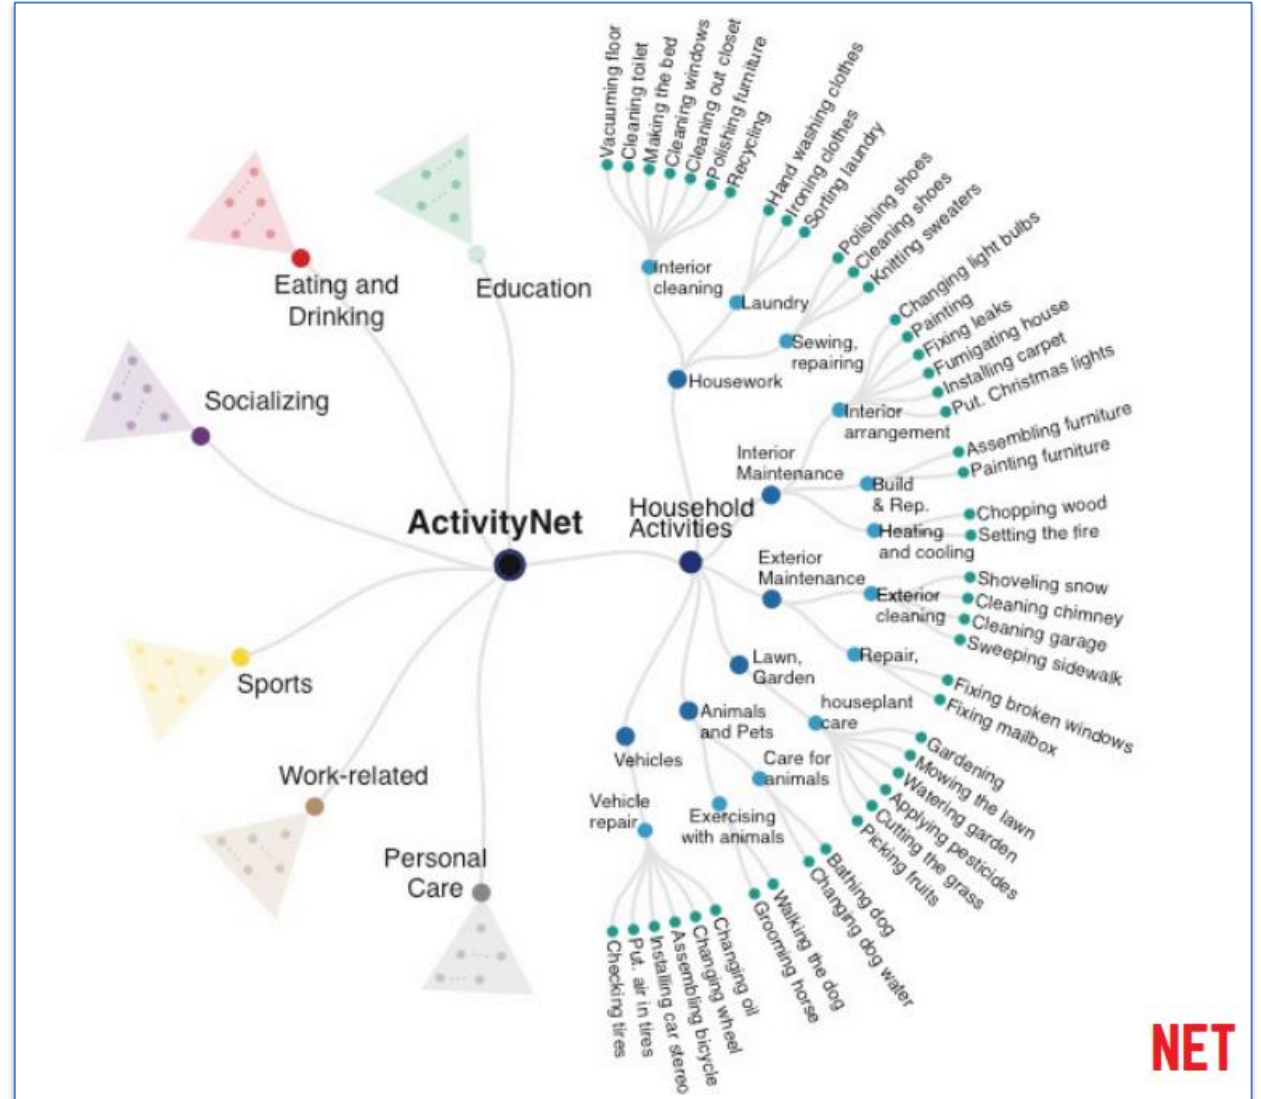 Vacuuming floor
Cleaning toilet
Making the bed
Cleaning windows
Cleaning out closet
Polishing furniture
Recycling
Hand washing clothes
Ironing clothes
Sorting laundry
Polishing shoes
Cleaning shoes
Knitting sweaters
Changing light bulbs
Painting
Fixing leaks
Fumigating house
Installing carpet
Put. Christmas lights
Assembling furniture
Painting furniture
Chopping wood
Setting the fire
Shoveling snow
Cleaning chimney
Cleaning garage
Sweeping sidewalk
Fixing broken windows
Fixing mailbox
Gardening
Mowing the lawn
Watering garden
Applying pesticides
Cutting the grass
Picking fruits
Bathing dog
Changing dog water
Walking the dog
Grooming horse
Changing oil
Changing wheel
Assembling bicycle
Installing car stereo
Put. air in tires
Checking tires
Interior
cleaning
Laundry
Sewing,
repairing
Housework
Interior
arrangement
Interior
Maintenance
Build
& Rep.
Heating
and cooling
Household
Activities
Exterior
Maintenance
Exterior
cleaning
Repair,
Lawn,
Garden
houseplant
care
Animals
and Pets
Care for
animals
Exercising
with animals
Vehicles
Vehicle
repair
Eating and
Drinking
Education
Socializing
ActivityNet
Sports
Work-related
Personal
Care
NET